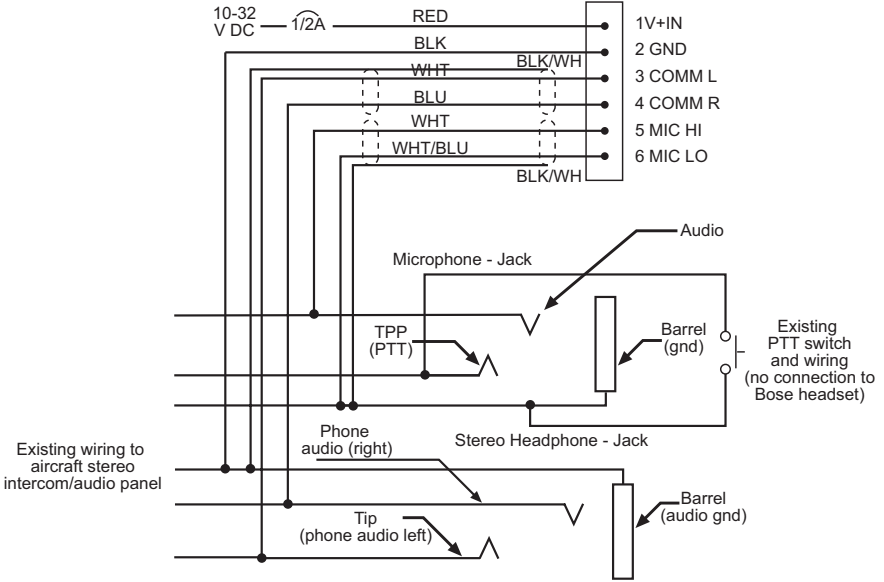 10-32
V DC
1/2A
RED
1V+IN
BLK
2 GND
BLK/WH
WHT
3 COMM L
BLU
4 COMM R
WHT
5 MIC HI
WHT/BLU
6 MIC LO
BLK/WH
Audio
Microphone - Jack
TPP
(PTT)
Barrel
(gnd)
Existing
PTT switch
and wiring
(no connection to
Bose headset)
Existing wiring to
aircraft stereo
intercom/audio panel
Phone
audio (right)
Stereo Headphone - Jack
Tip
(phone audio left)
Barrel
(audio gnd)